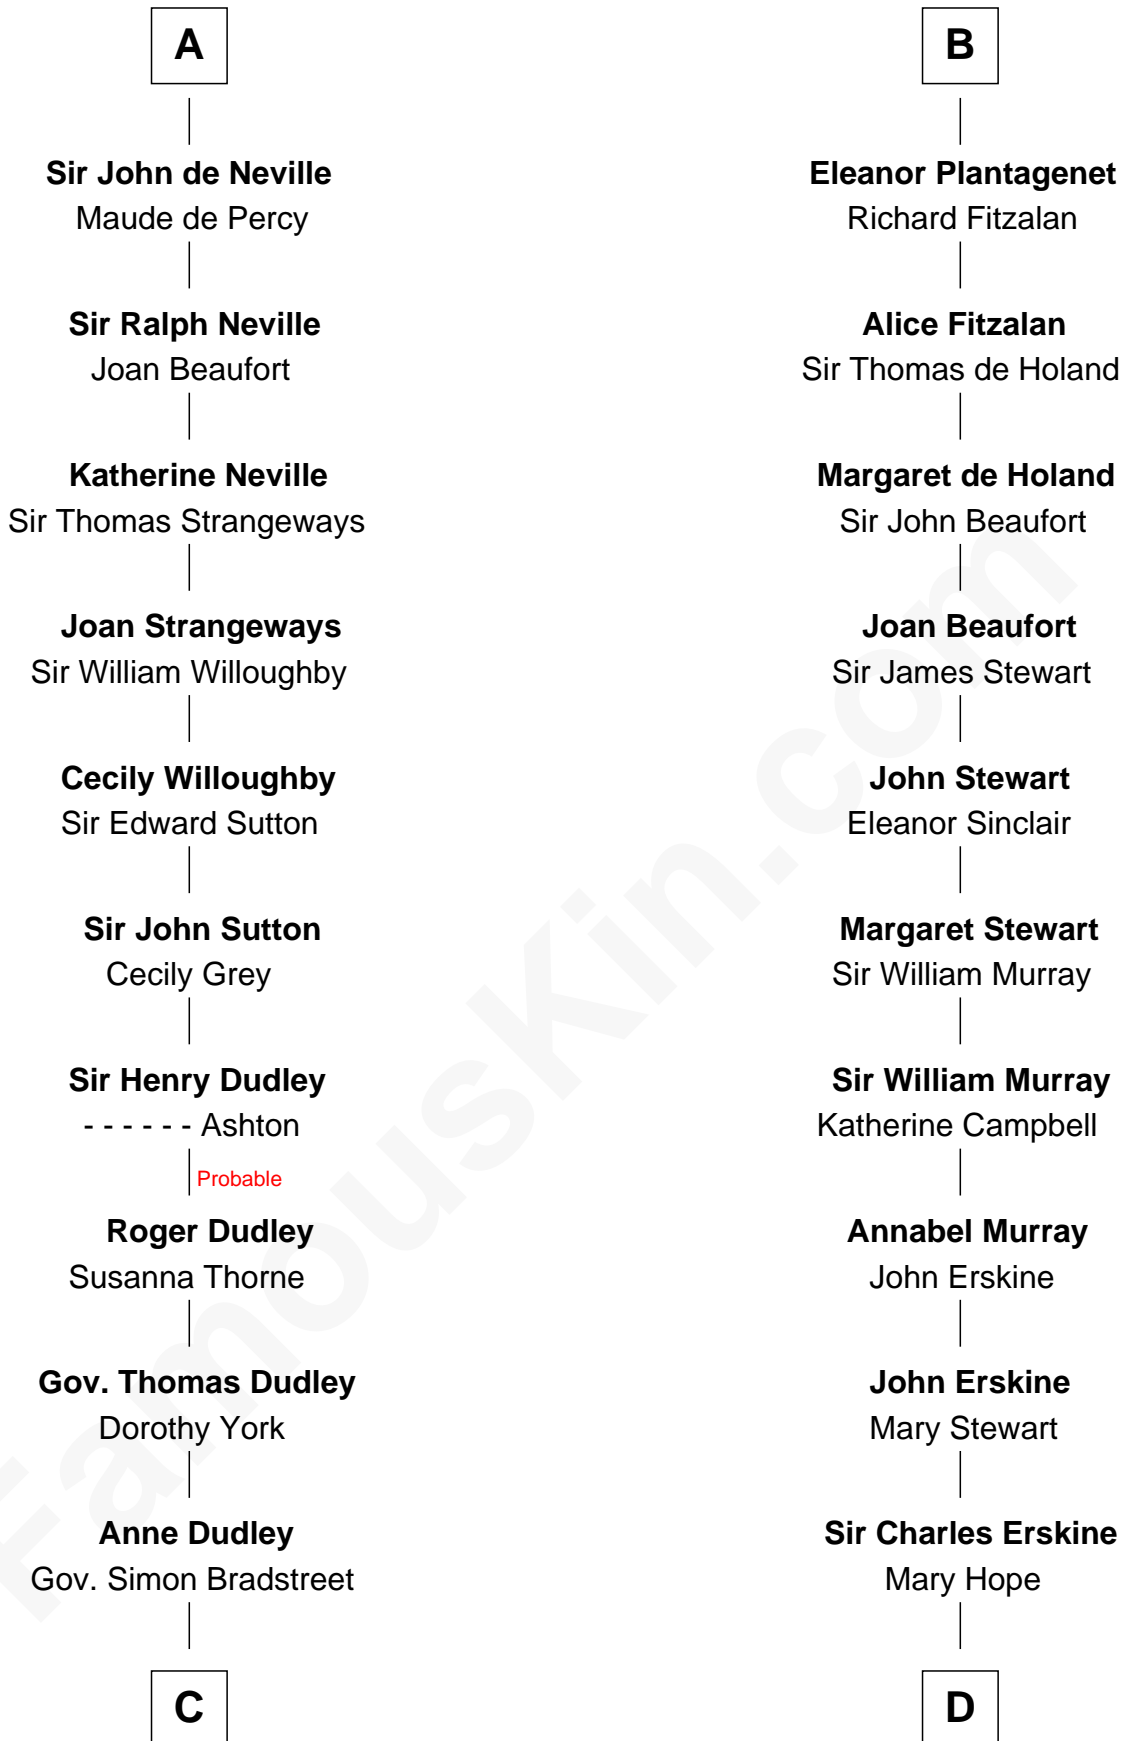 A
Sir John de Neville
Maude de Percy
Sir Ralph Neville
Joan Beaufort
Katherine Neville
Sir Thomas Strangeways
Joan Strangeways
Sir William Willoughby
Cecily Willoughby
Sir Edward Sutton
Sir John Sutton
Cecily Grey
Sir Henry Dudley
- - - - - - Ashton
Probable
Roger Dudley
Susanna Thorne
Gov. Thomas Dudley
Dorothy York
Anne Dudley
Gov. Simon Bradstreet
C
B
Eleanor Plantagenet
Richard Fitzalan
Alice Fitzalan
Sir Thomas de Holand
Margaret de Holand
Sir John Beaufort
Joan Beaufort
Sir James Stewart
John Stewart
Eleanor Sinclair
Margaret Stewart
Sir William Murray
Sir William Murray
Katherine Campbell
Annabel Murray
John Erskine
John Erskine
Mary Stewart
Sir Charles Erskine
Mary Hope
D
FamousKin.com